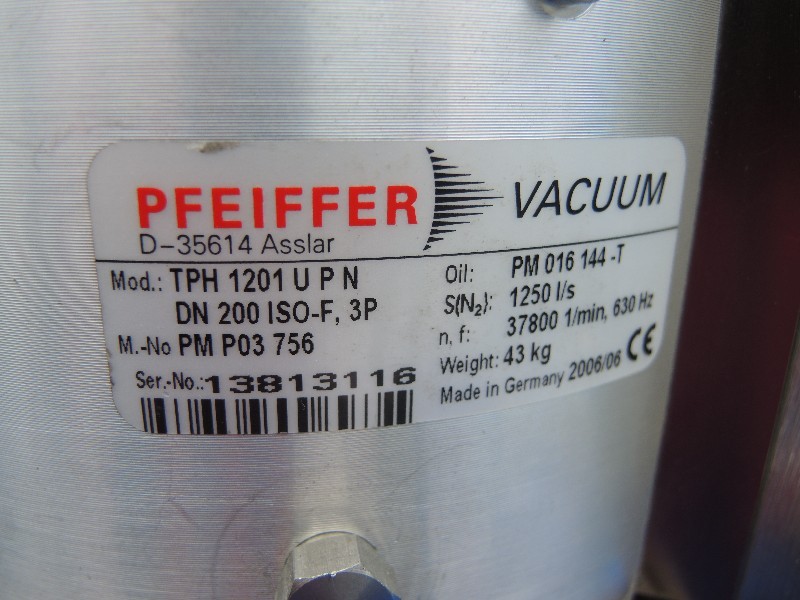 PFEIFFER VACUUM
D-35614 Asslar
Mod.: TPH 1201 U P N
DN 200 ISO-F, 3P
M.-No PM P03 756
Ser.-No.: 13813116
Oil: PM 016 144 -T
S(N₂): 1250 l/s
n, f: 37800 1/min, 630 Hz
Weight: 43 kg
Made in Germany 2006/06 CE